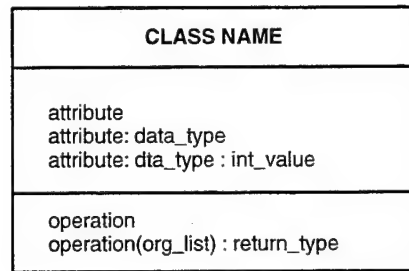 CLASS NAME
attribute
attribute: data_type
attribute: dta_type : int_value
operation
operation(org_list) : return_type